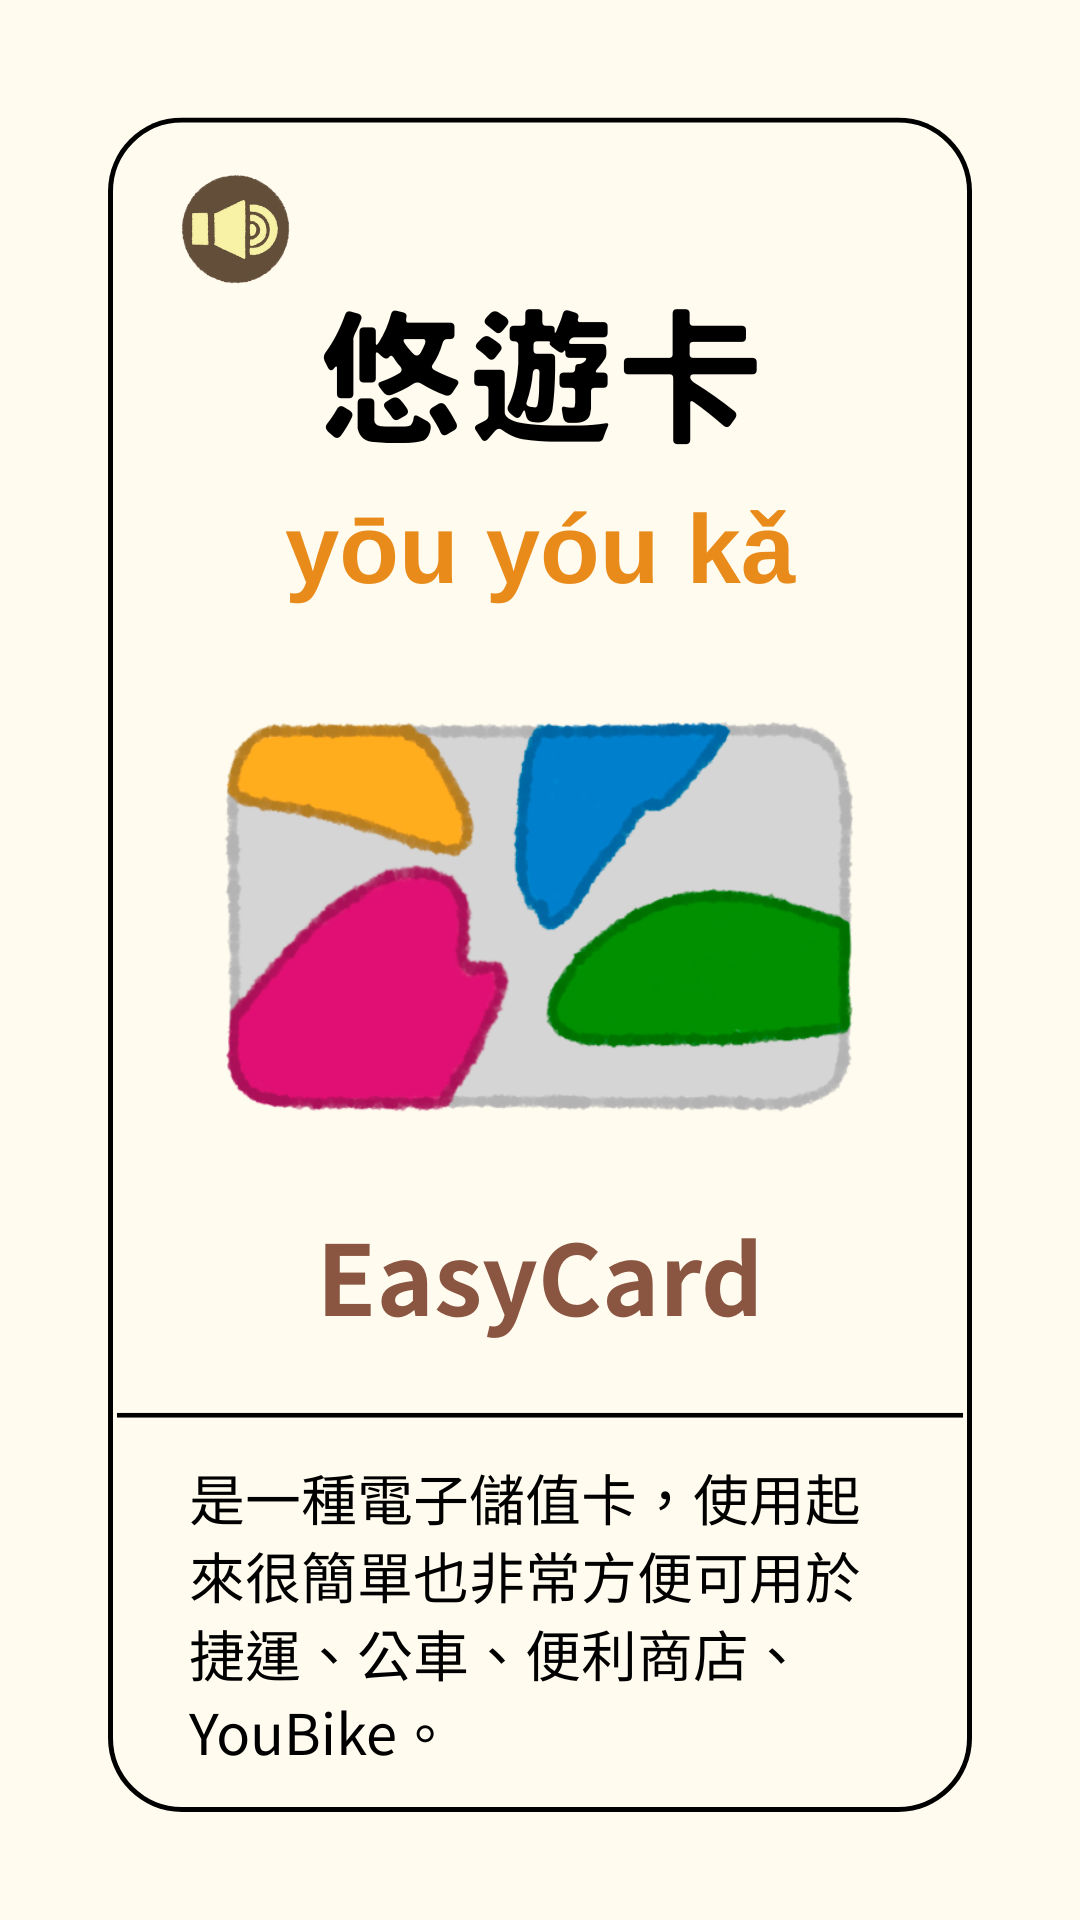 悠遊卡
yōu yóu kǎ
EasyCard
是一種電子儲值卡，使用起
來很簡單也非常方便可用於
捷運、公車、便利商店、
YouBike。